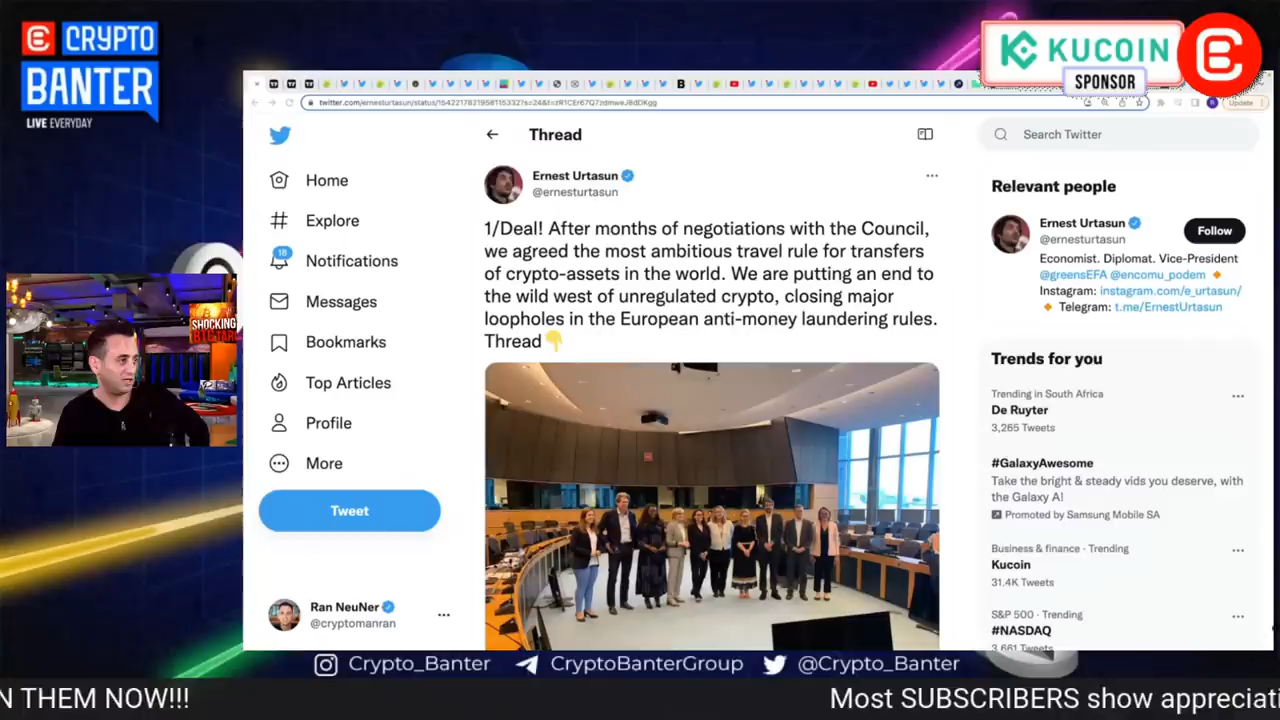 CRYPTO
BANTER
LIVE EVERYDAY
KUCOIN
SPONSOR
Update
Thread
Search Twitter
Home
Explore
18
Notifications
Messages
Bookmarks
Top Articles
Profile
More
Tweet
Ran NeuNer
@cryptomanran
Ernest Urtasun
@ernesturtasun
1/Deal! After months of negotiations with the Council,
we agreed the most ambitious travel rule for transfers
of crypto-assets in the world. We are putting an end to
the wild west of unregulated crypto, closing major
loopholes in the European anti-money laundering rules.
Thread👇
Relevant people
Ernest Urtasun
@ernesturtasun
Follow
Economist. Diplomat. Vice-President
@greensEFA @encomu_podem 🔸
Instagram: instagram.com/e_urtasun/
🔸 Telegram: t.me/ErnestUrtasun
Trends for you
Trending in South Africa
De Ruyter
3,265 Tweets
#GalaxyAwesome
Take the bright & steady vids you deserve, with
the Galaxy A!
Promoted by Samsung Mobile SA
Business & finance · Trending
Kucoin
31.4K Tweets
S&P 500 · Trending
#NASDAQ
3,661 Tweets
SHOCKING
Crypto_Banter
CryptoBanterGroup
@Crypto_Banter
N THEM NOW!!!
Most SUBSCRIBERS show appreciati